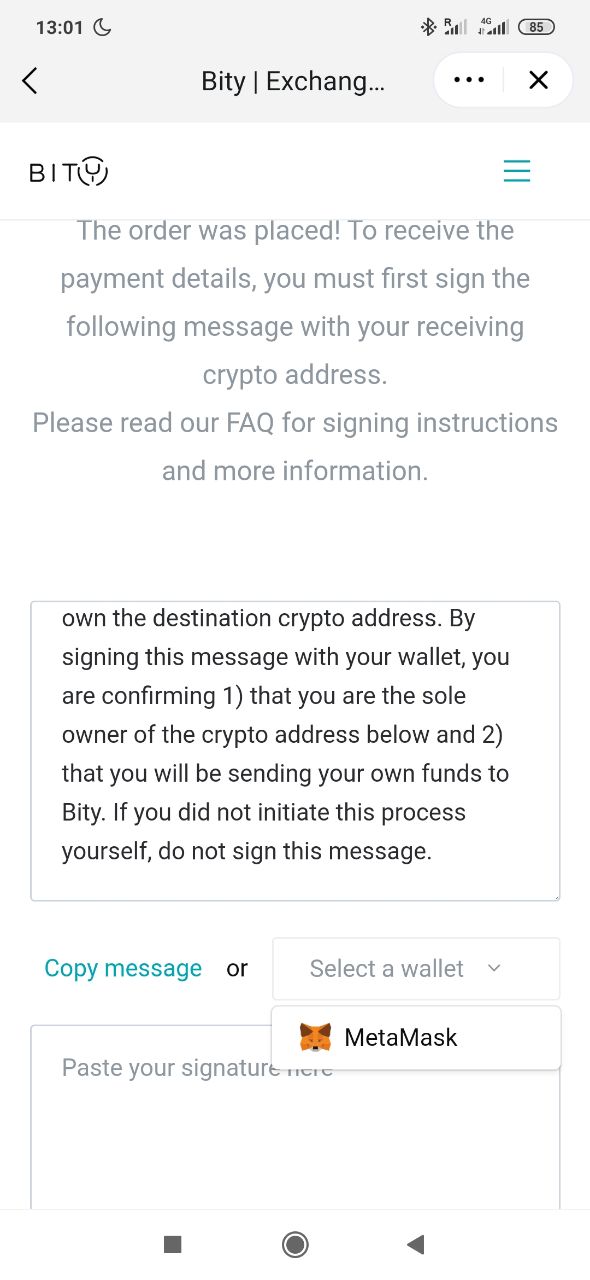 13:01
R
4G
85
Bity | Exchang...
BITY
The order was placed! To receive the
payment details, you must first sign the
following message with your receiving
crypto address.
Please read our FAQ for signing instructions
and more information.
own the destination crypto address. By
signing this message with your wallet, you
are confirming 1) that you are the sole
owner of the crypto address below and 2)
that you will be sending your own funds to
Bity. If you did not initiate this process
yourself, do not sign this message.
Copy message or Select a wallet
MetaMask
Paste your signature here